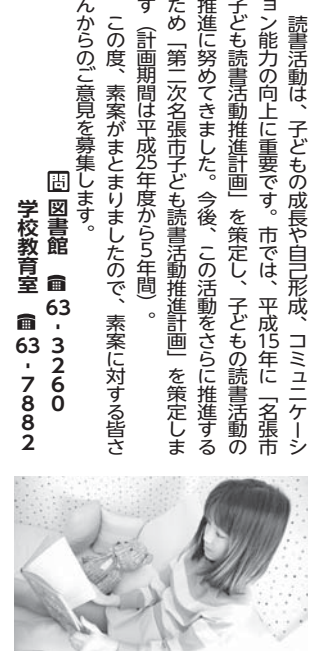 読書活動は、子どもの成長や自己形成、コミュニケーシ
ョン能力の向上に重要です。市では、平成15年に「名張市
子ども読書活動推進計画」を策定し、子どもの読書活動の
推進に努めてきました。今後、この活動をさらに推進する
ため「第二次名張市子ども読書活動推進計画」を策定しま
す（計画期間は平成25年度から5年間）。
この度、素案がまとまりましたので、素案に対する皆さ
んからのご意見を募集します。
問 図書館 ☎ 63-3260
学校教育室 ☎ 63-7882